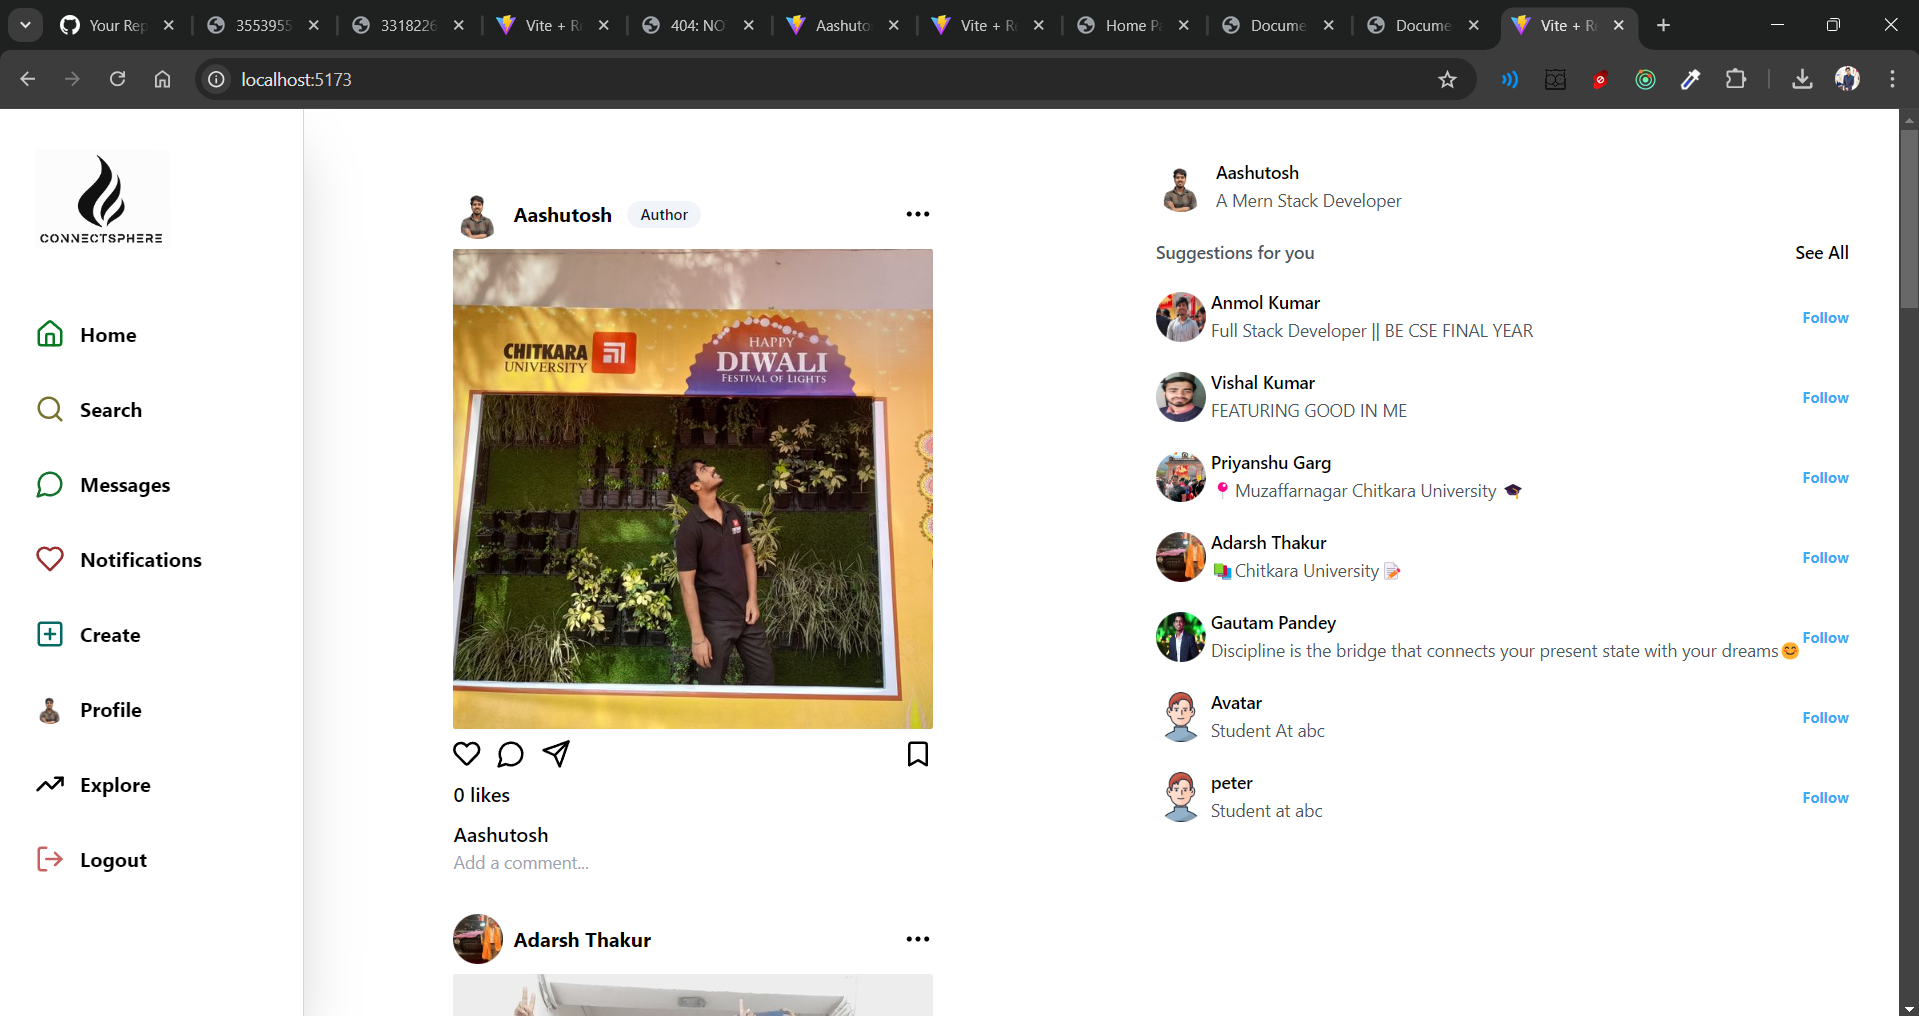 Your Rep
3553955
3318226
Vite + Re
404: NO
Aashuto
Vite + Re
Home Pa
Docume
Docume
Vite + Re
localhost:5173
CONNECTSPHERE
Home
Search
Messages
Notifications
Create
Profile
Explore
Logout
Aashutosh Author
CHITKARA
UNIVERSITY
HAPPY
DIWALI
FESTIVAL OF LIGHTS
0 likes
Aashutosh
Add a comment...
Adarsh Thakur
Aashutosh
A Mern Stack Developer
Suggestions for you See All
Anmol Kumar
Full Stack Developer || BE CSE FINAL YEAR
Follow
Vishal Kumar
FEATURING GOOD IN ME
Follow
Priyanshu Garg
📍 Muzaffarnagar Chitkara University 🎓
Follow
Adarsh Thakur
📚 Chitkara University 📝
Follow
Gautam Pandey
Discipline is the bridge that connects your present state with your dreams😊
Follow
Avatar
Student At abc
Follow
peter
Student at abc
Follow